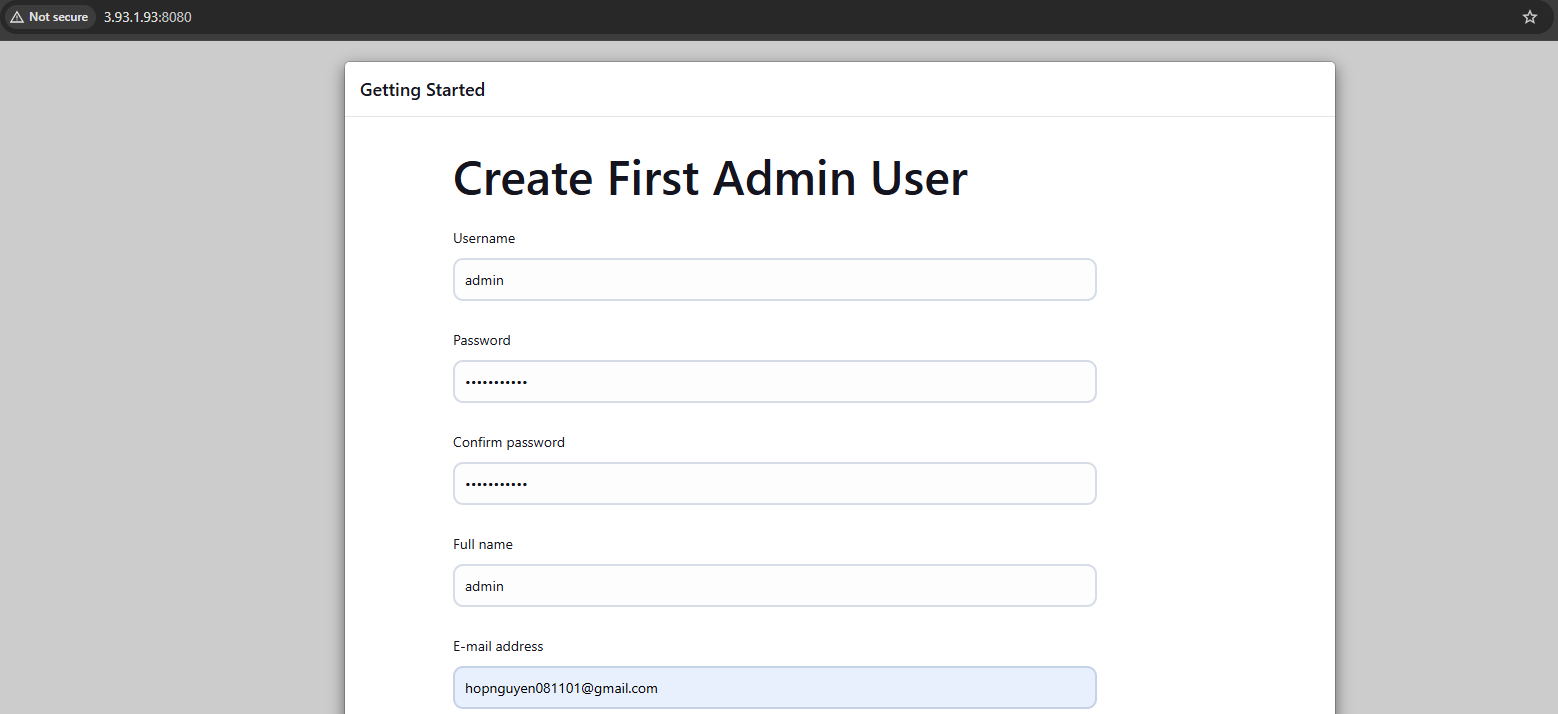 Not secure 3.93.1.93:8080
Getting Started
Create First Admin User
Username
admin
Password
•••••••••••
Confirm password
•••••••••••
Full name
admin
E-mail address
hopnguyen081101@gmail.com